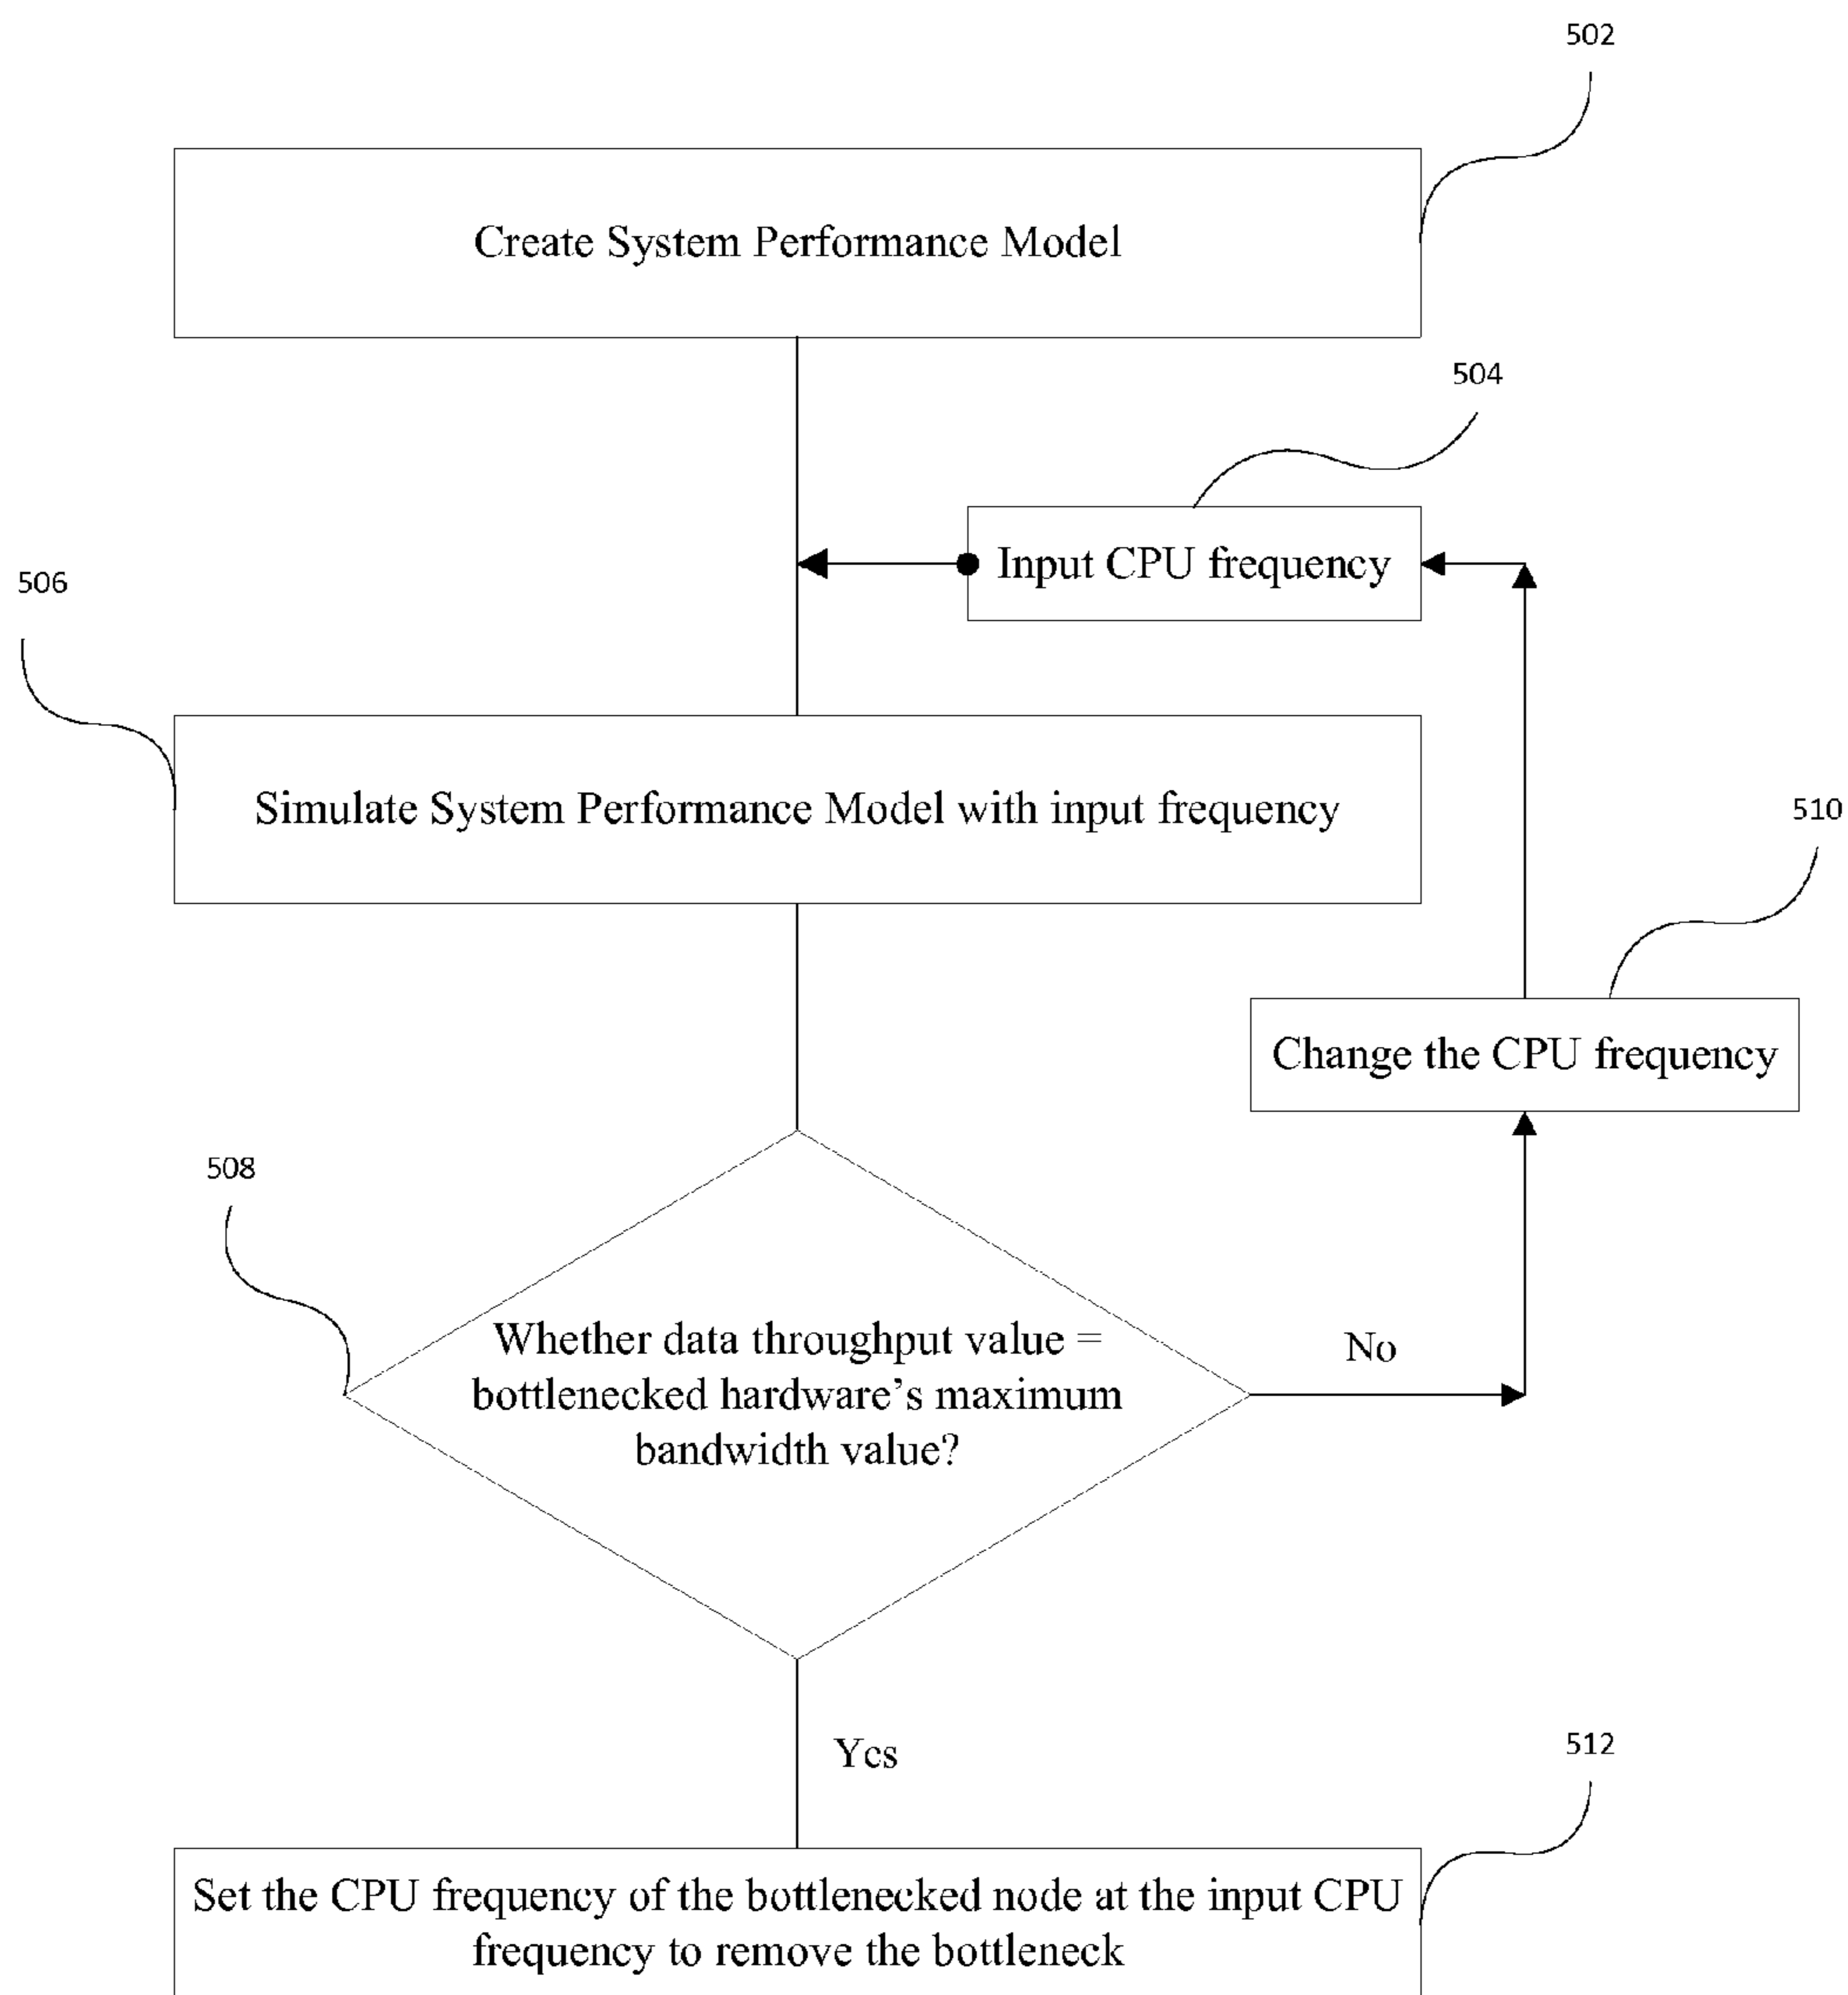 502
Create System Performance Model
504
Input CPU frequency
506
Simulate System Performance Model with input frequency
510
Change the CPU frequency
508
Whether data throughput value =
bottlenecked hardware's maximum
bandwidth value?
No
Yes
512
Set the CPU frequency of the bottlenecked node at the input CPU
frequency to remove the bottleneck